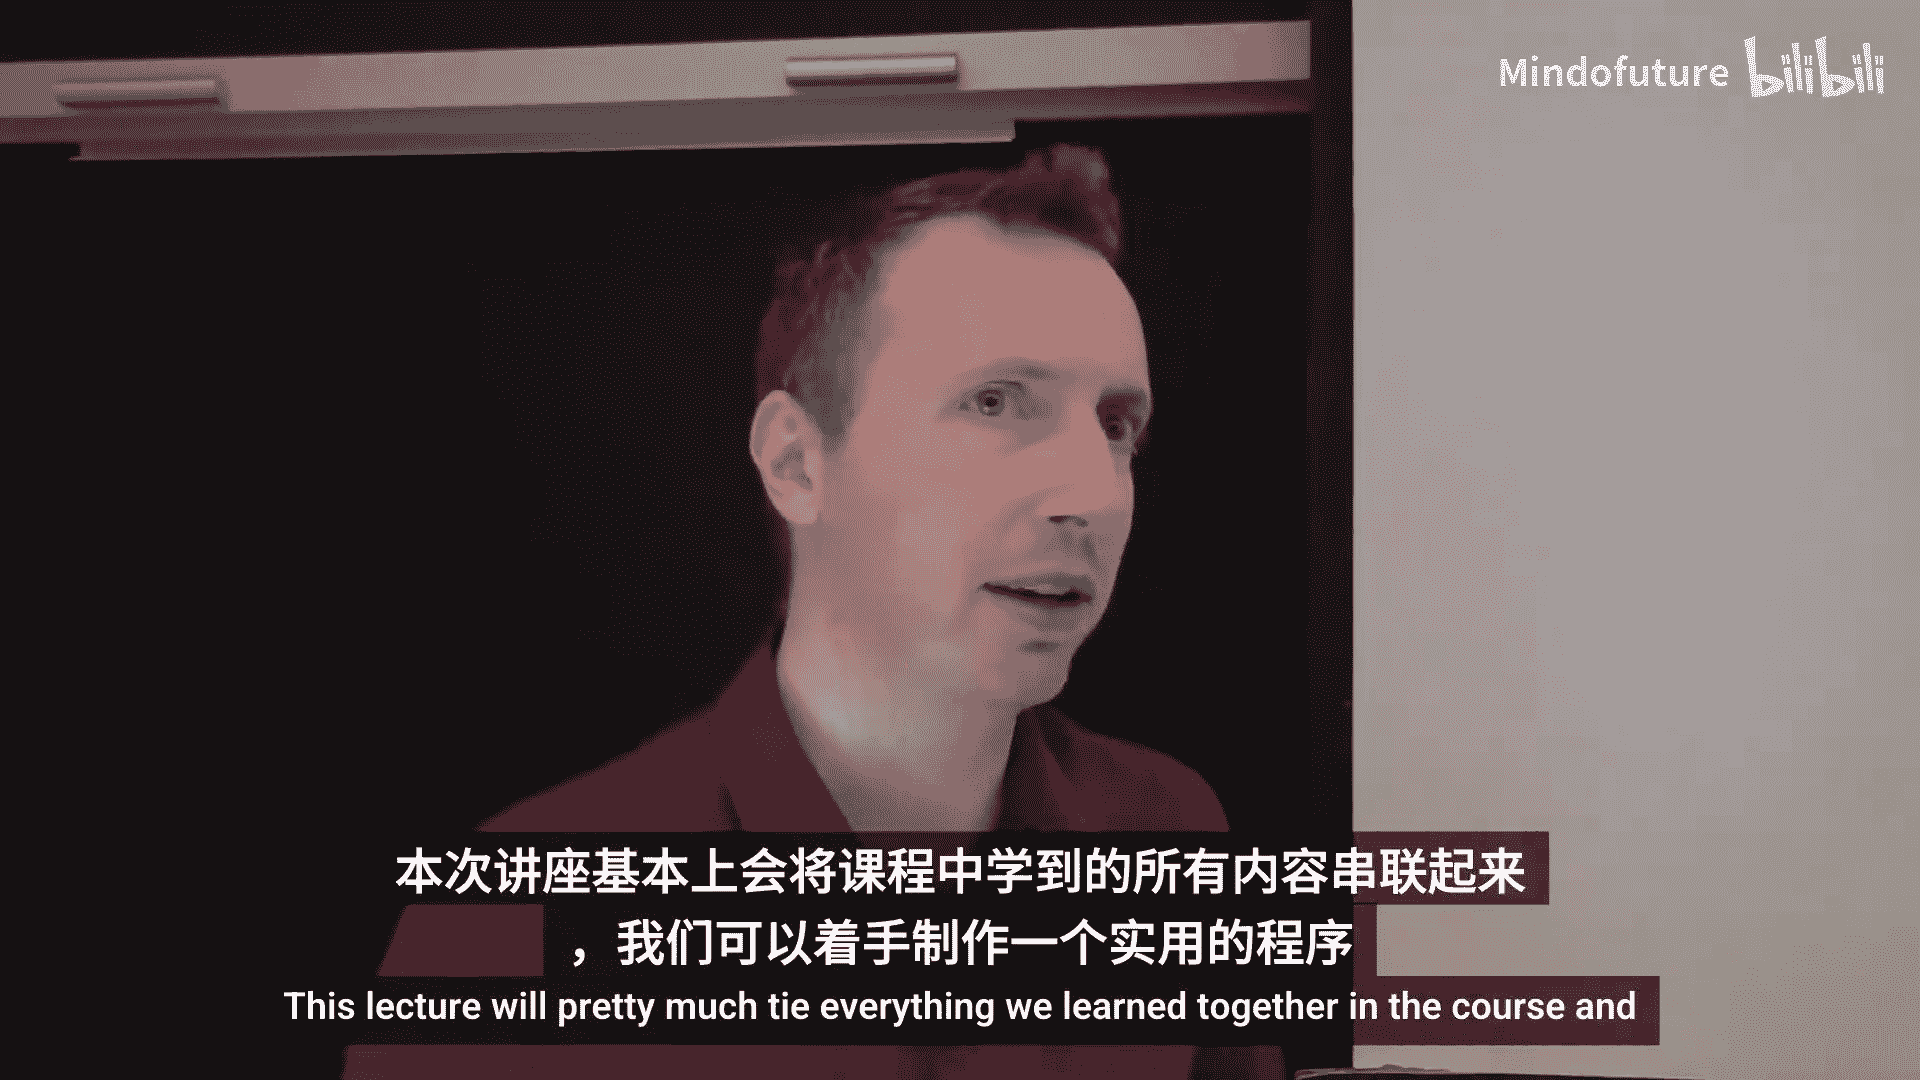 Mindofuture bilibili
本次讲座基本上会将课程中学到的所有内容串联起来
，我们可以着手制作一个实用的程序
This lecture will pretty much tie everything we learned together in the course and